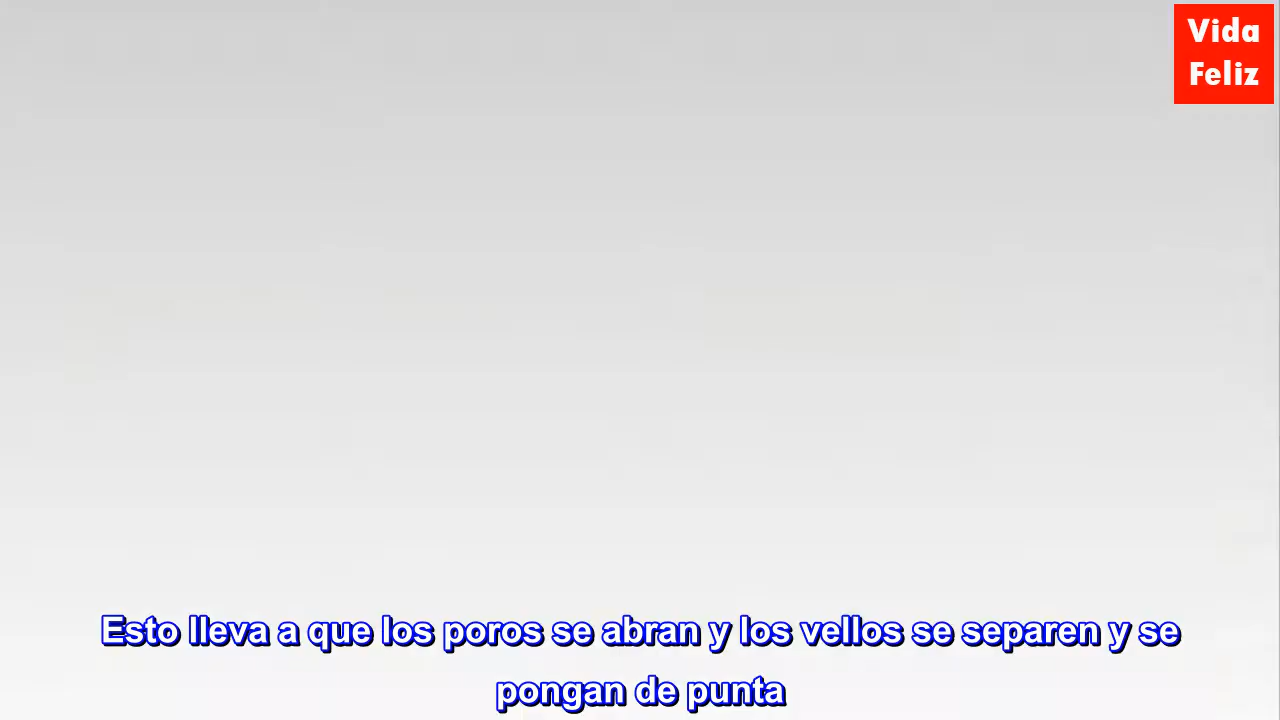 Vida
Feliz
Esto lleva a que los poros se abran y los vellos se separen y se
pongan de punta